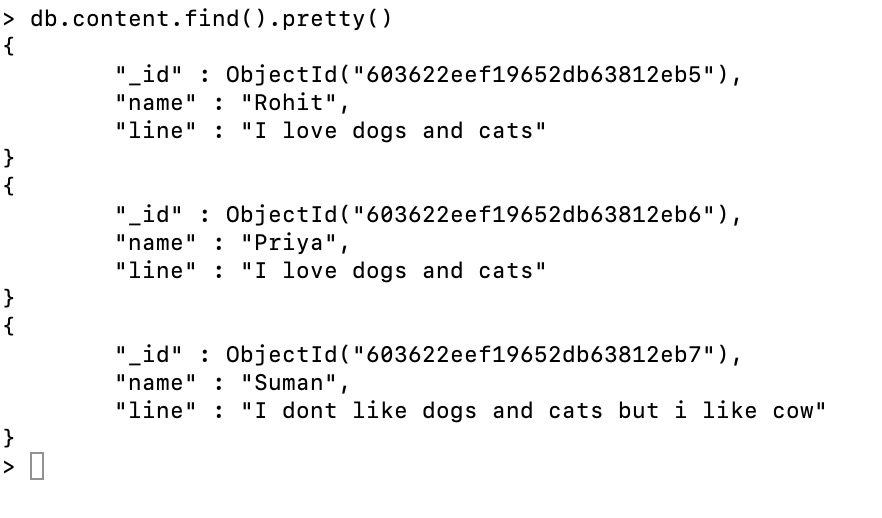 > db.content.find().pretty()
{
"_id" : ObjectId("603622eef19652db63812eb5"),
"name" : "Rohit",
"line" : "I love dogs and cats"
}
{
"_id" : ObjectId("603622eef19652db63812eb6"),
"name" : "Priya",
"line" : "I love dogs and cats"
}
{
"_id" : ObjectId("603622eef19652db63812eb7"),
"name" : "Suman",
"line" : "I dont like dogs and cats but i like cow"
}
>